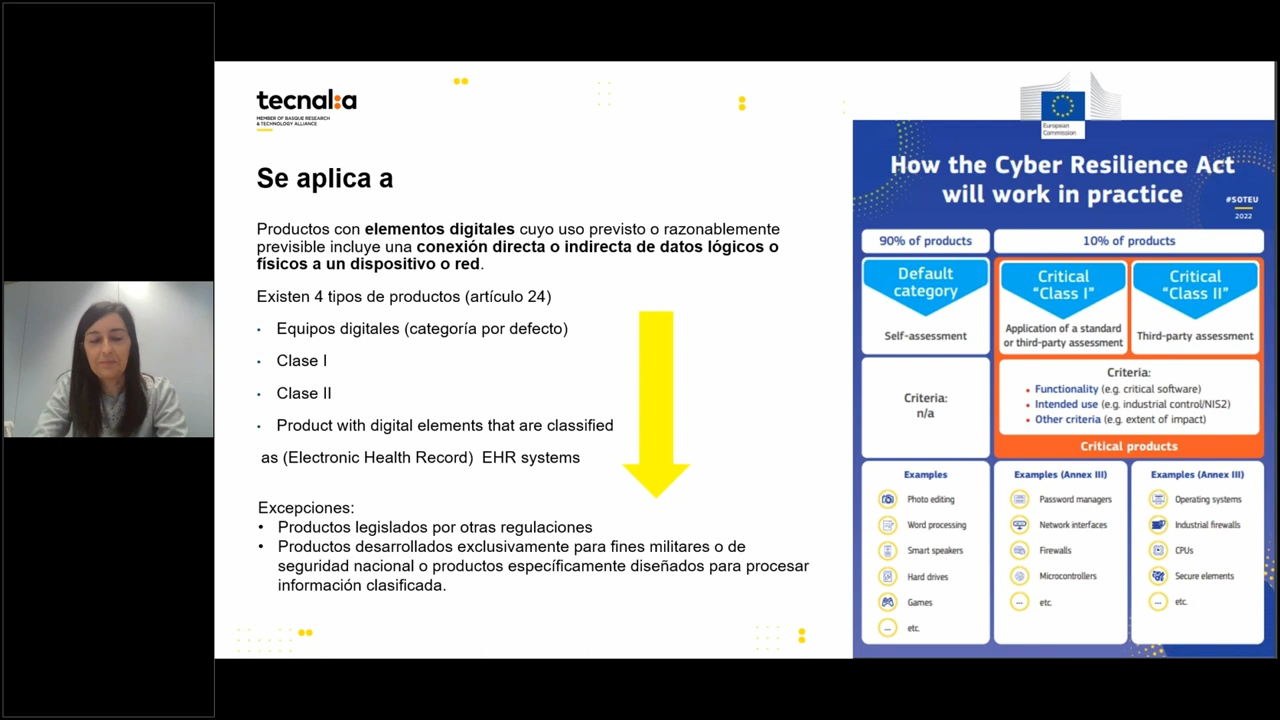 tecnal:a
MEMBER OF BASQUE RESEARCH
& TECHNOLOGY ALLIANCE
Se aplica a
Productos con elementos digitales cuyo uso previsto o razonablemente
previsible incluye una conexión directa o indirecta de datos lógicos o
físicos a un dispositivo o red.
Existen 4 tipos de productos (artículo 24)
• Equipos digitales (categoría por defecto)
• Clase I
• Clase II
• Product with digital elements that are classified
as (Electronic Health Record) EHR systems
Excepciones:
• Productos legislados por otras regulaciones
• Productos desarrollados exclusivamente para fines militares o de
seguridad nacional o productos específicamente diseñados para procesar
información clasificada.
European
Commission
How the Cyber Resilience Act
will work in practice
#SOTEU
2022
90% of products
10% of products
Default
category
Self-assessment
Critical
"Class I"
Application of a standard
or third-party assessment
Critical
"Class II"
Third-party assessment
Criteria:
n/a
Criteria:
• Functionality (e.g. critical software)
• Intended use (e.g. industrial control/NIS2)
• Other criteria (e.g. extent of impact)
Critical products
Examples
Photo editing
Word processing
Smart speakers
Hard drives
Games
... etc.
Examples (Annex III)
Password managers
Network interfaces
Firewalls
Microcontrollers
... etc.
Examples (Annex III)
Operating systems
Industrial firewalls
CPUs
Secure elements
... etc.